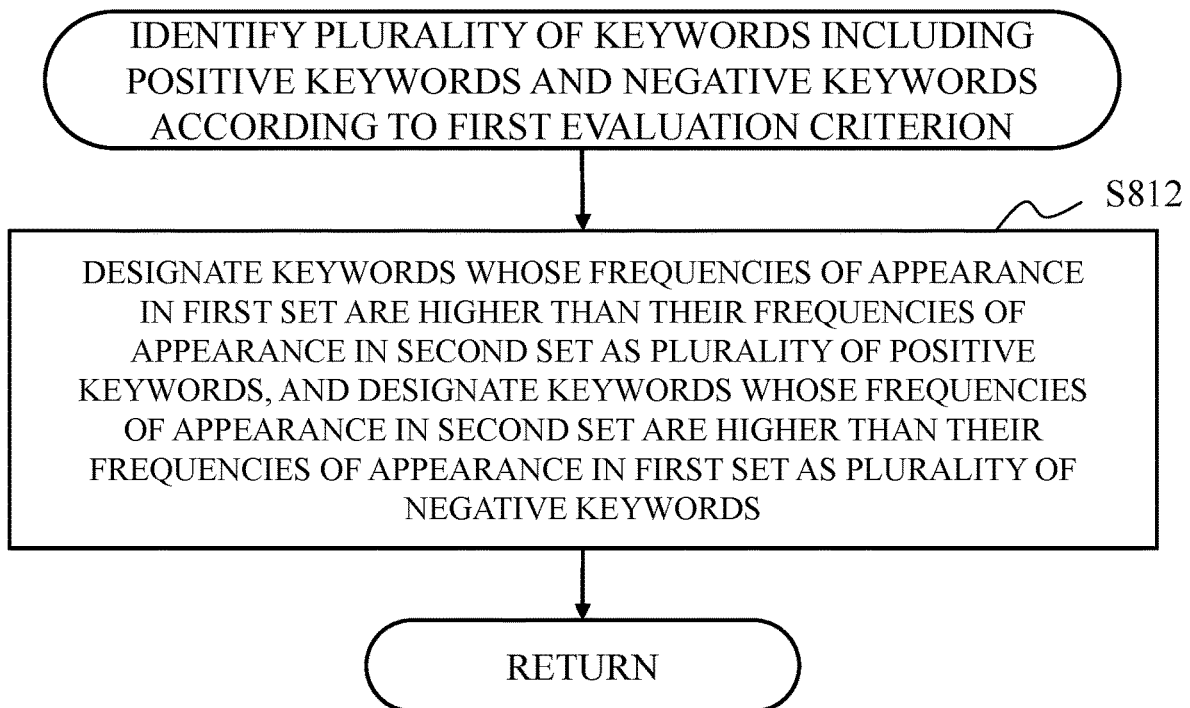 IDENTIFY PLURALITY OF KEYWORDS INCLUDING
POSITIVE KEYWORDS AND NEGATIVE KEYWORDS
ACCORDING TO FIRST EVALUATION CRITERION
S812
DESIGNATE KEYWORDS WHOSE FREQUENCIES OF APPEARANCE
IN FIRST SET ARE HIGHER THAN THEIR FREQUENCIES OF
APPEARANCE IN SECOND SET AS PLURALITY OF POSITIVE
KEYWORDS, AND DESIGNATE KEYWORDS WHOSE FREQUENCIES
OF APPEARANCE IN SECOND SET ARE HIGHER THAN THEIR
FREQUENCIES OF APPEARANCE IN FIRST SET AS PLURALITY OF
NEGATIVE KEYWORDS
RETURN